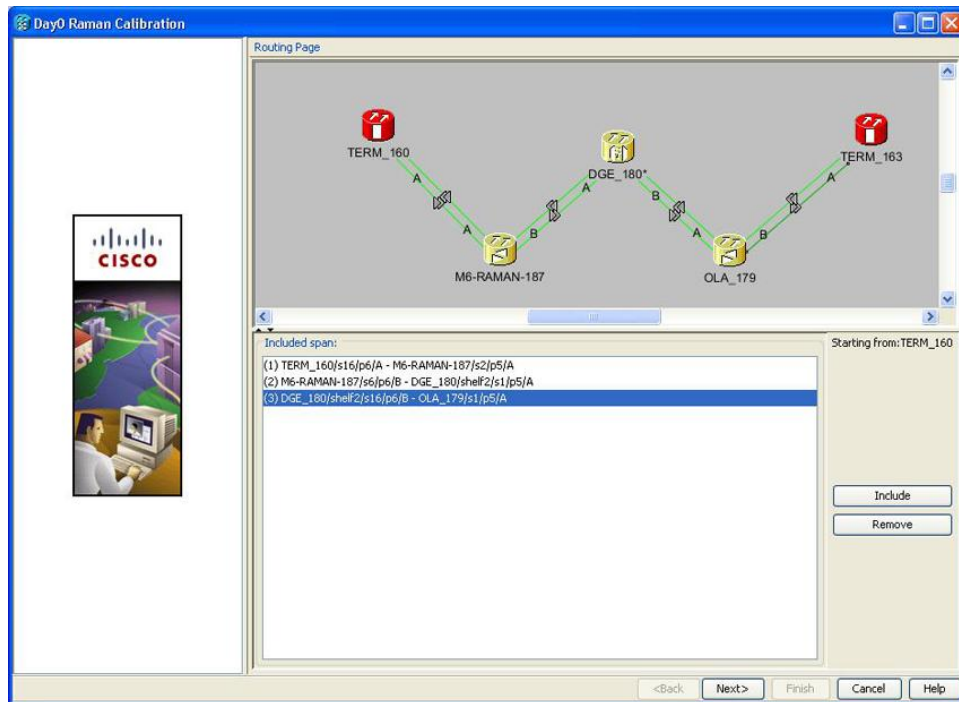 Day0 Raman Calibration
CISCO
Routing Page
TERM_160
DGE_180*
TERM_163
A
A
A
B
B
A
A
B
M6-RAMAN-187
OLA_179
Included span:
Starting from:TERM_160
(1) TERM_160/s16/p6/A - M6-RAMAN-187/s2/p5/A
(2) M6-RAMAN-187/s6/p6/B - DGE_180/shelf2/s1/p5/A
(3) DGE_180/shelf2/s16/p6/B - OLA_179/s1/p5/A
Include
Remove
<Back
Next>
Finish
Cancel
Help